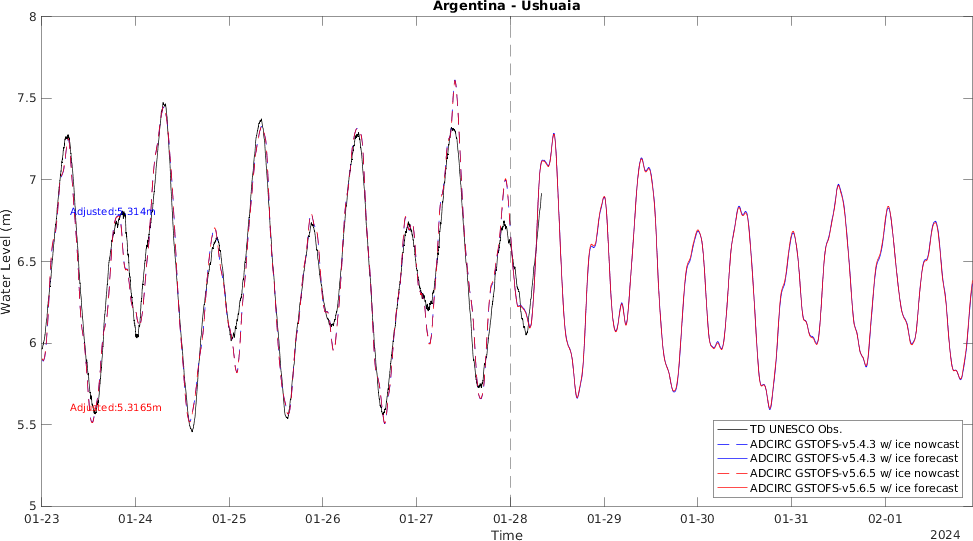 Argentina - Ushuaia
8
7.5
7
6.5
6
5.5
5
Water Level (m)
Adjusted:5.314m
Adjusted:5.3165m
TD UNESCO Obs.
ADCIRC GSTOFS-v5.4.3 w/ ice nowcast
ADCIRC GSTOFS-v5.4.3 w/ ice forecast
ADCIRC GSTOFS-v5.6.5 w/ ice nowcast
ADCIRC GSTOFS-v5.6.5 w/ ice forecast
01-23 01-24 01-25 01-26 01-27 01-28 01-29 01-30 01-31 02-01
Time
2024